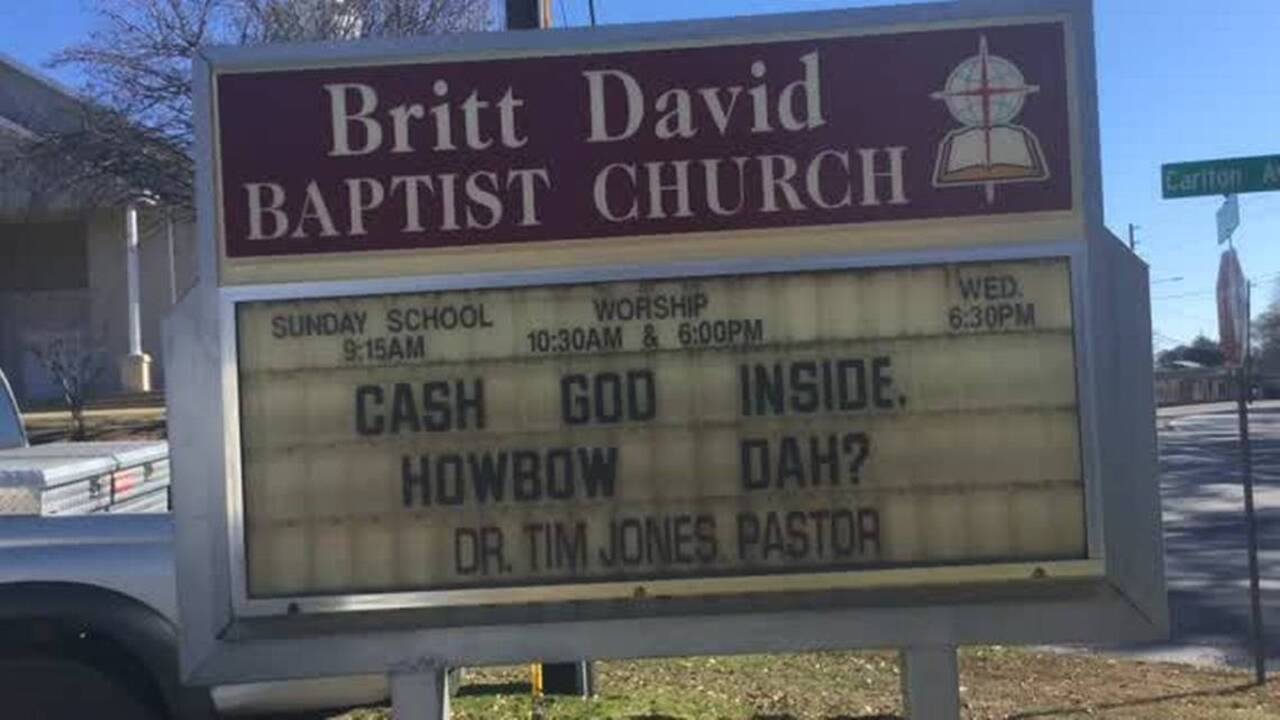 Britt David
BAPTIST CHURCH
Carlton
SUNDAY SCHOOL WORSHIP WED.
9:15AM 10:30AM & 6:00PM 6:30PM
CASH GOD INSIDE.
HOWBOW DAH?
DR. TIM JONES. PASTOR